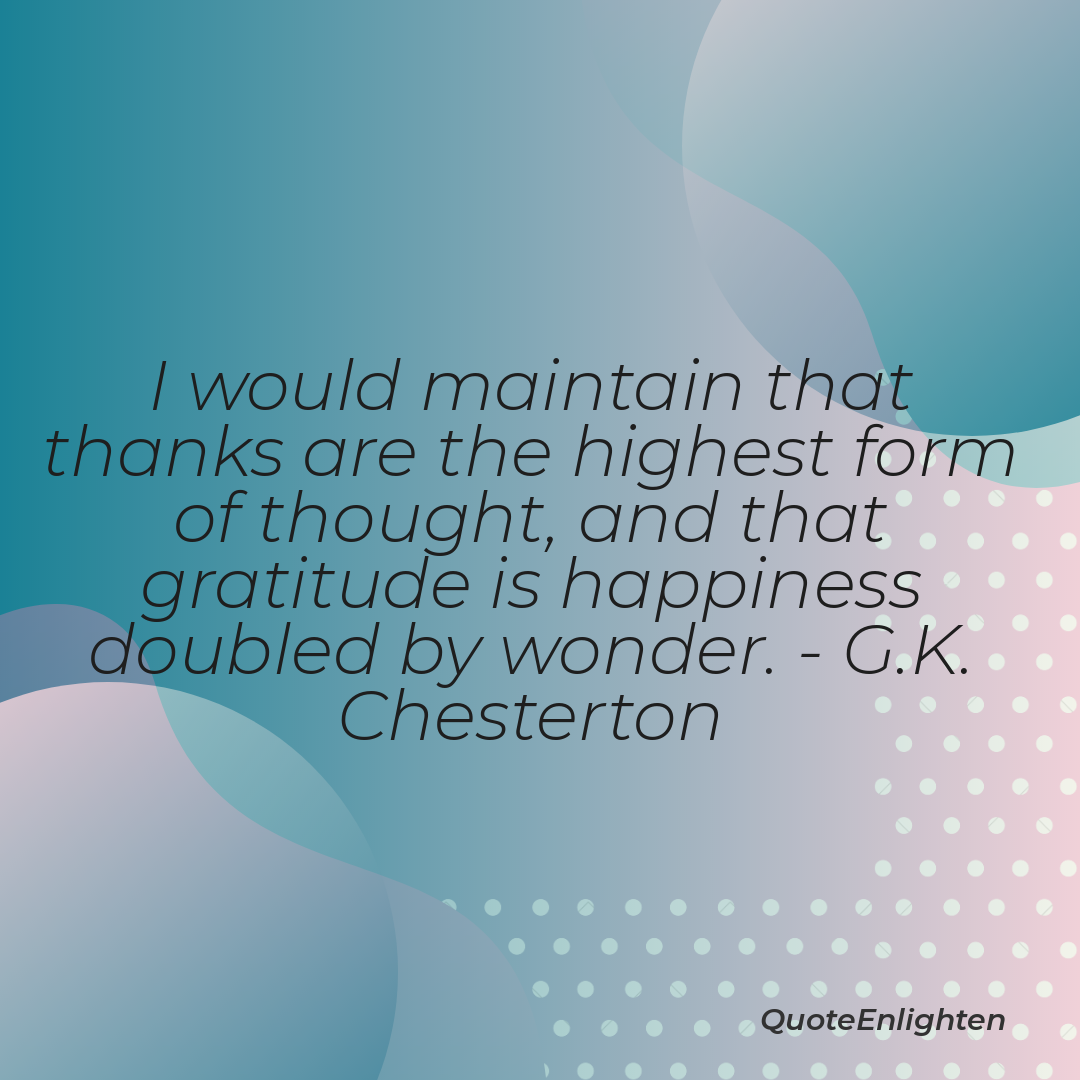 I would maintain that
thanks are the highest form
of thought, and that
gratitude is happiness
doubled by wonder. - G.K.
Chesterton
QuoteEnlighten